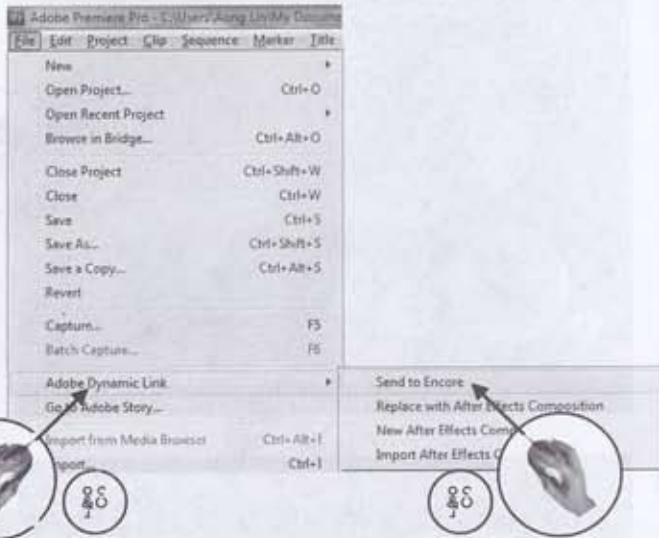 Adobe Premiere Pro - C:\Users\Aung Lin\My Docume
File Edit Project Clip Sequence Marker Title
New
Open Project... Ctrl+O
Open Recent Project
Browse in Bridge... Ctrl+Alt+O
Close Project Ctrl+Shift+W
Close Ctrl+W
Save Ctrl+S
Save As... Ctrl+Shift+S
Save a Copy... Ctrl+Alt+S
Revert
Capture... F5
Batch Capture... F6
Adobe Dynamic Link
Send to Encore
Go to Adobe Story...
Replace with After Effects Composition
Import from Media Browser Ctrl+Alt+I
New After Effects Comp
Import... Ctrl+I
Import After Effects C